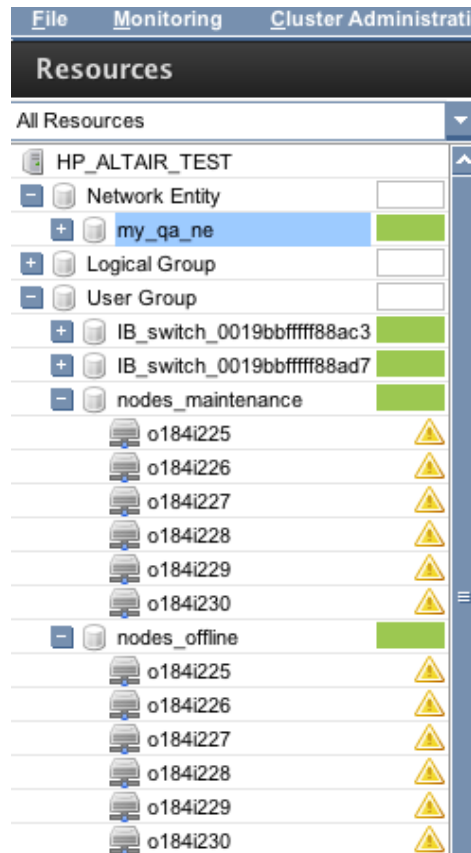 File Monitoring Cluster Administrati
Resources
All Resources
HP_ALTAIR_TEST
Network Entity
my_qa_ne
Logical Group
User Group
IB_switch_0019bbfffff88ac3
IB_switch_0019bbfffff88ad7
nodes_maintenance
o184i225
o184i226
o184i227
o184i228
o184i229
o184i230
nodes_offline
o184i225
o184i226
o184i227
o184i228
o184i229
o184i230